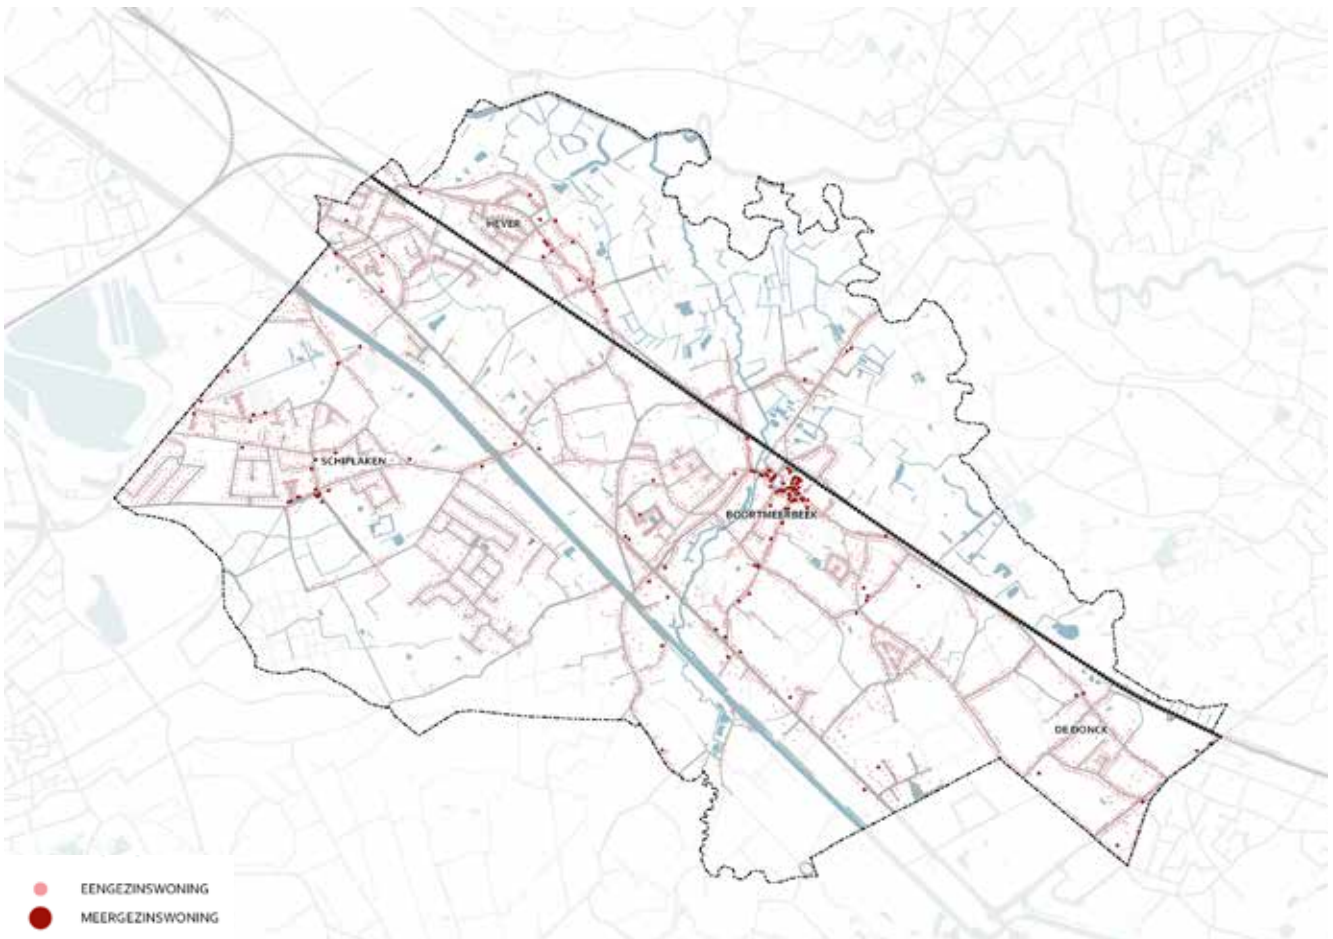 HEVER
SCHIPLAKEN
BOORTMEERBEEK
DE DONCK
EENGEZINSWONING
MEERGEZINSWONING